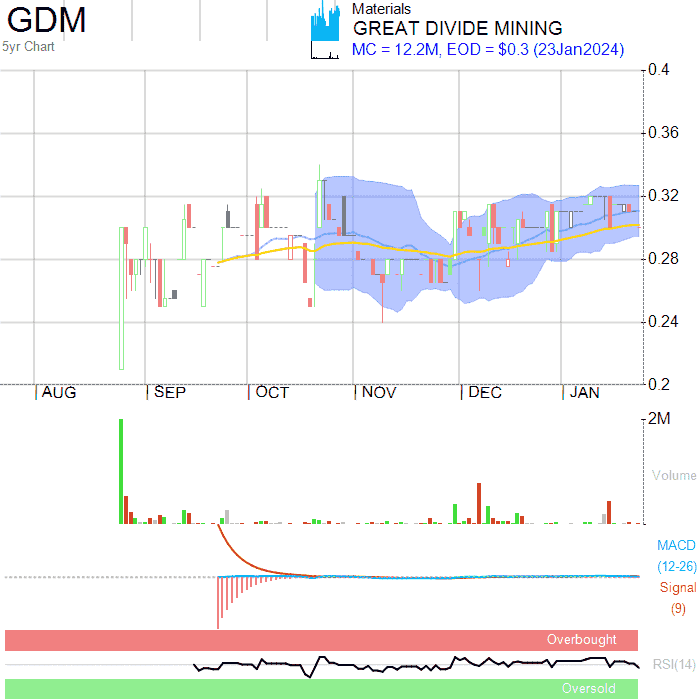 GDM
5yr Chart
Materials
GREAT DIVIDE MINING
MC = 12.2M, EOD = $0.3 (23Jan2024)
0.4
0.36
0.32
0.28
0.24
0.2
AUG SEP OCT NOV DEC JAN
2M
Volume
MACD
(12-26)
Signal
(9)
Overbought
RSI(14)
Oversold